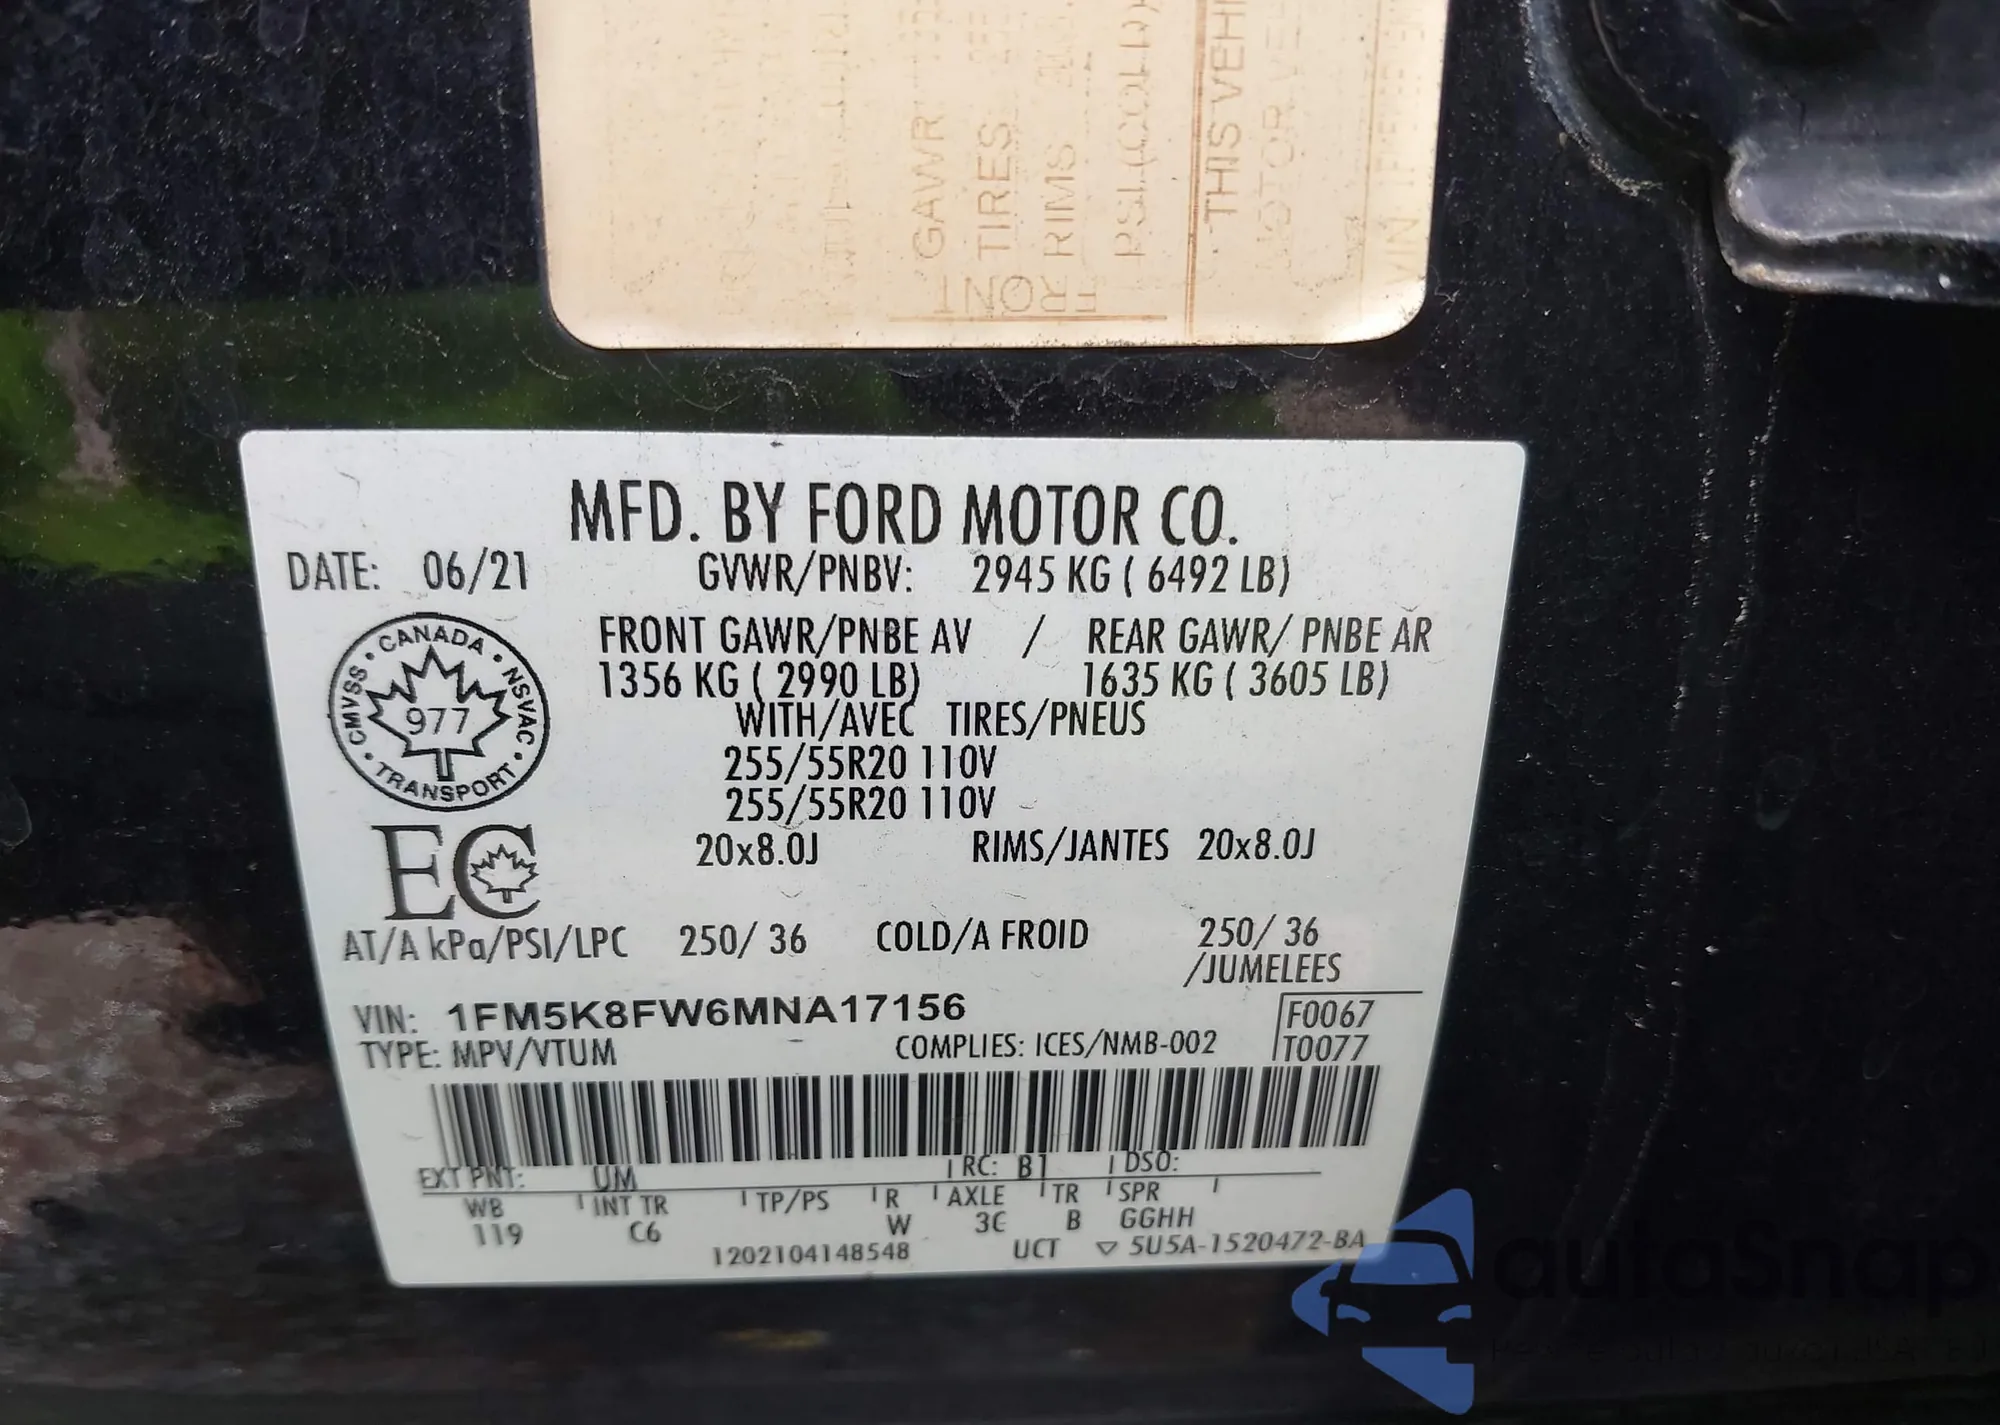 GAWR
TIRES
RIMS
PSI (COLD)
THIS VEHI
MOTOR VE
VIN
FRONT
MFD. BY FORD MOTOR CO.
DATE: 06/21 GVWR/PNBV: 2945 KG ( 6492 LB)
FRONT GAWR/PNBE AV / REAR GAWR/ PNBE AR
1356 KG ( 2990 LB) 1635 KG ( 3605 LB)
WITH/AVEC TIRES/PNEUS
255/55R20 110V
255/55R20 110V
CANADA · NSVAC · TRANSPORT · CMVSS ·
977
20x8.0J RIMS/JANTES 20x8.0J
EC
AT/A kPa/PSI/LPC 250/ 36 COLD/A FROID 250/ 36
/JUMELEES
VIN: 1FM5K8FW6MNA17156 F0067
TYPE: MPV/VTUM COMPLIES: ICES/NMB-002 T0077
EXT PNT: UM RC: B1 DSO:
WB INT TR TP/PS R AXLE TR SPR
119 C6 W 3C B GGHH
1202104148548 UCT ▽ 5U5A-1520472-BA
autosnap